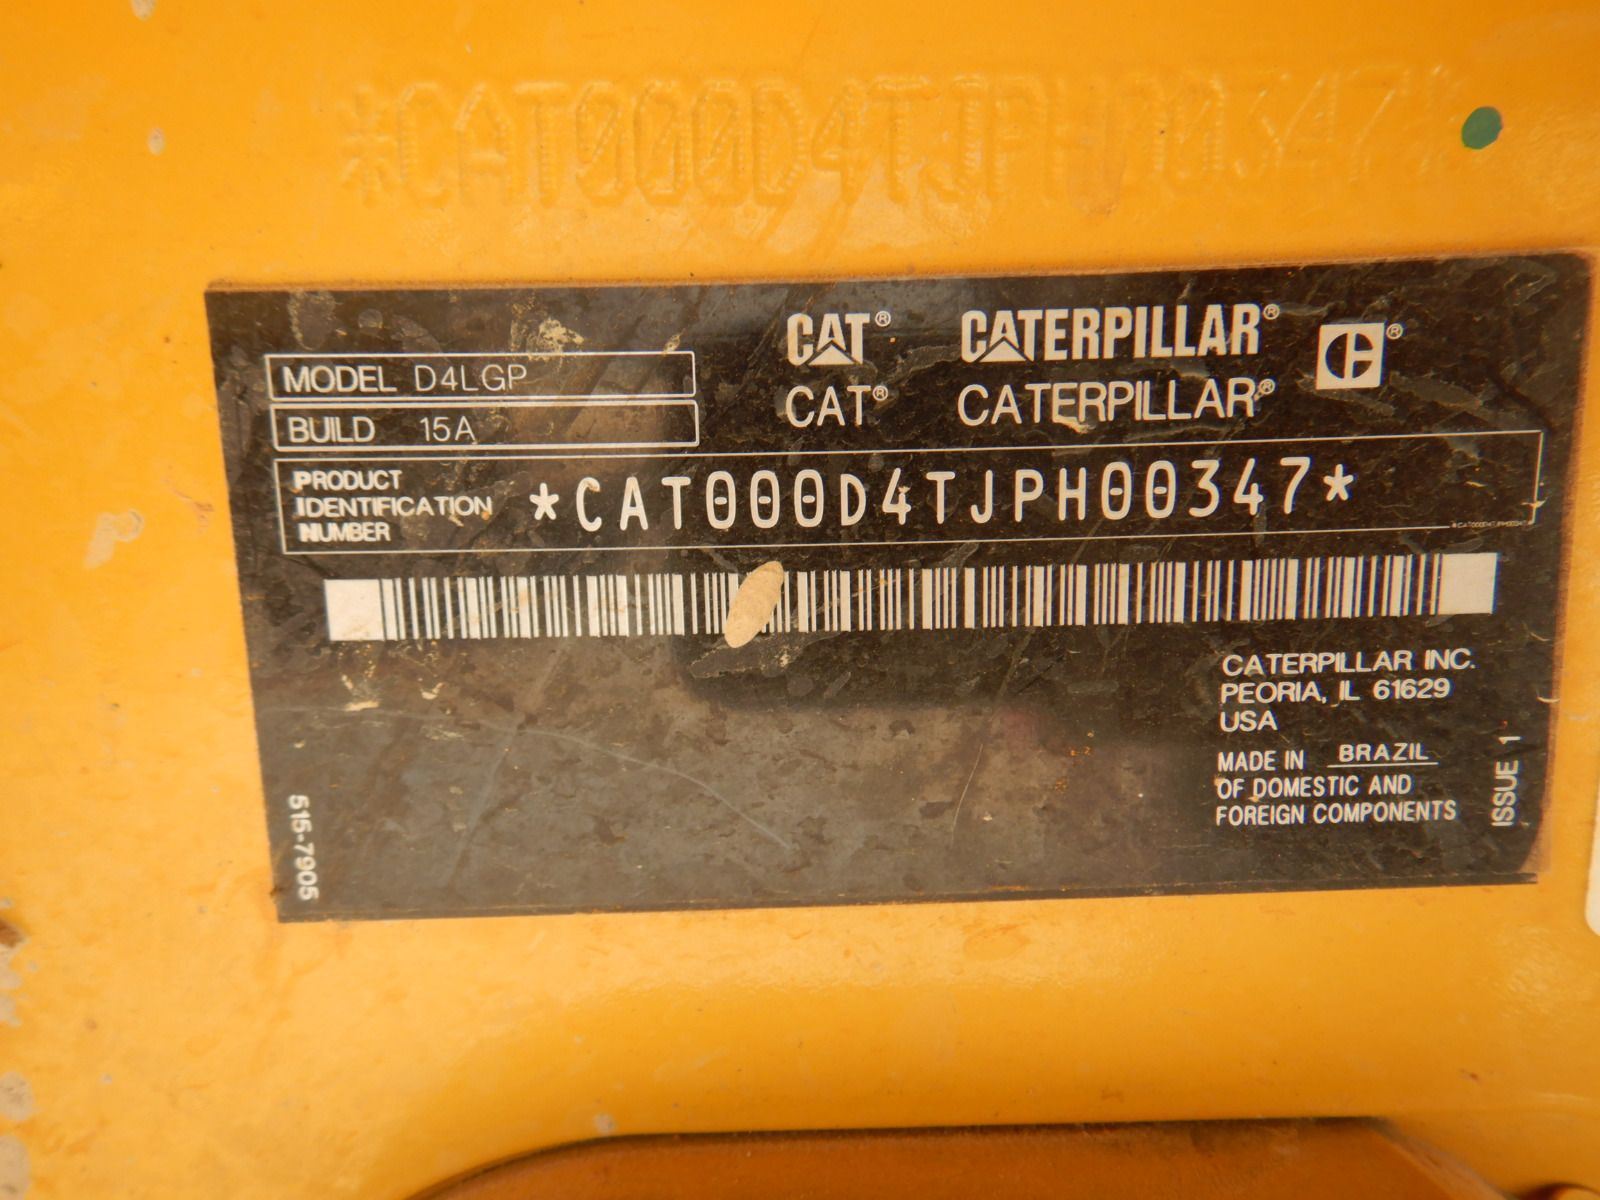 *CAT000D4TJPH00347*
CAT® CATERPILLAR® ®
MODEL D4LGP
CAT® CATERPILLAR®
BUILD 15A
PRODUCT
IDENTIFICATION
NUMBER
*CAT000D4TJPH00347*
*CAT000D4TJPH00347*
CATERPILLAR INC.
PEORIA, IL 61629
USA
MADE IN BRAZIL
OF DOMESTIC AND
FOREIGN COMPONENTS
ISSUE 1
515-7905